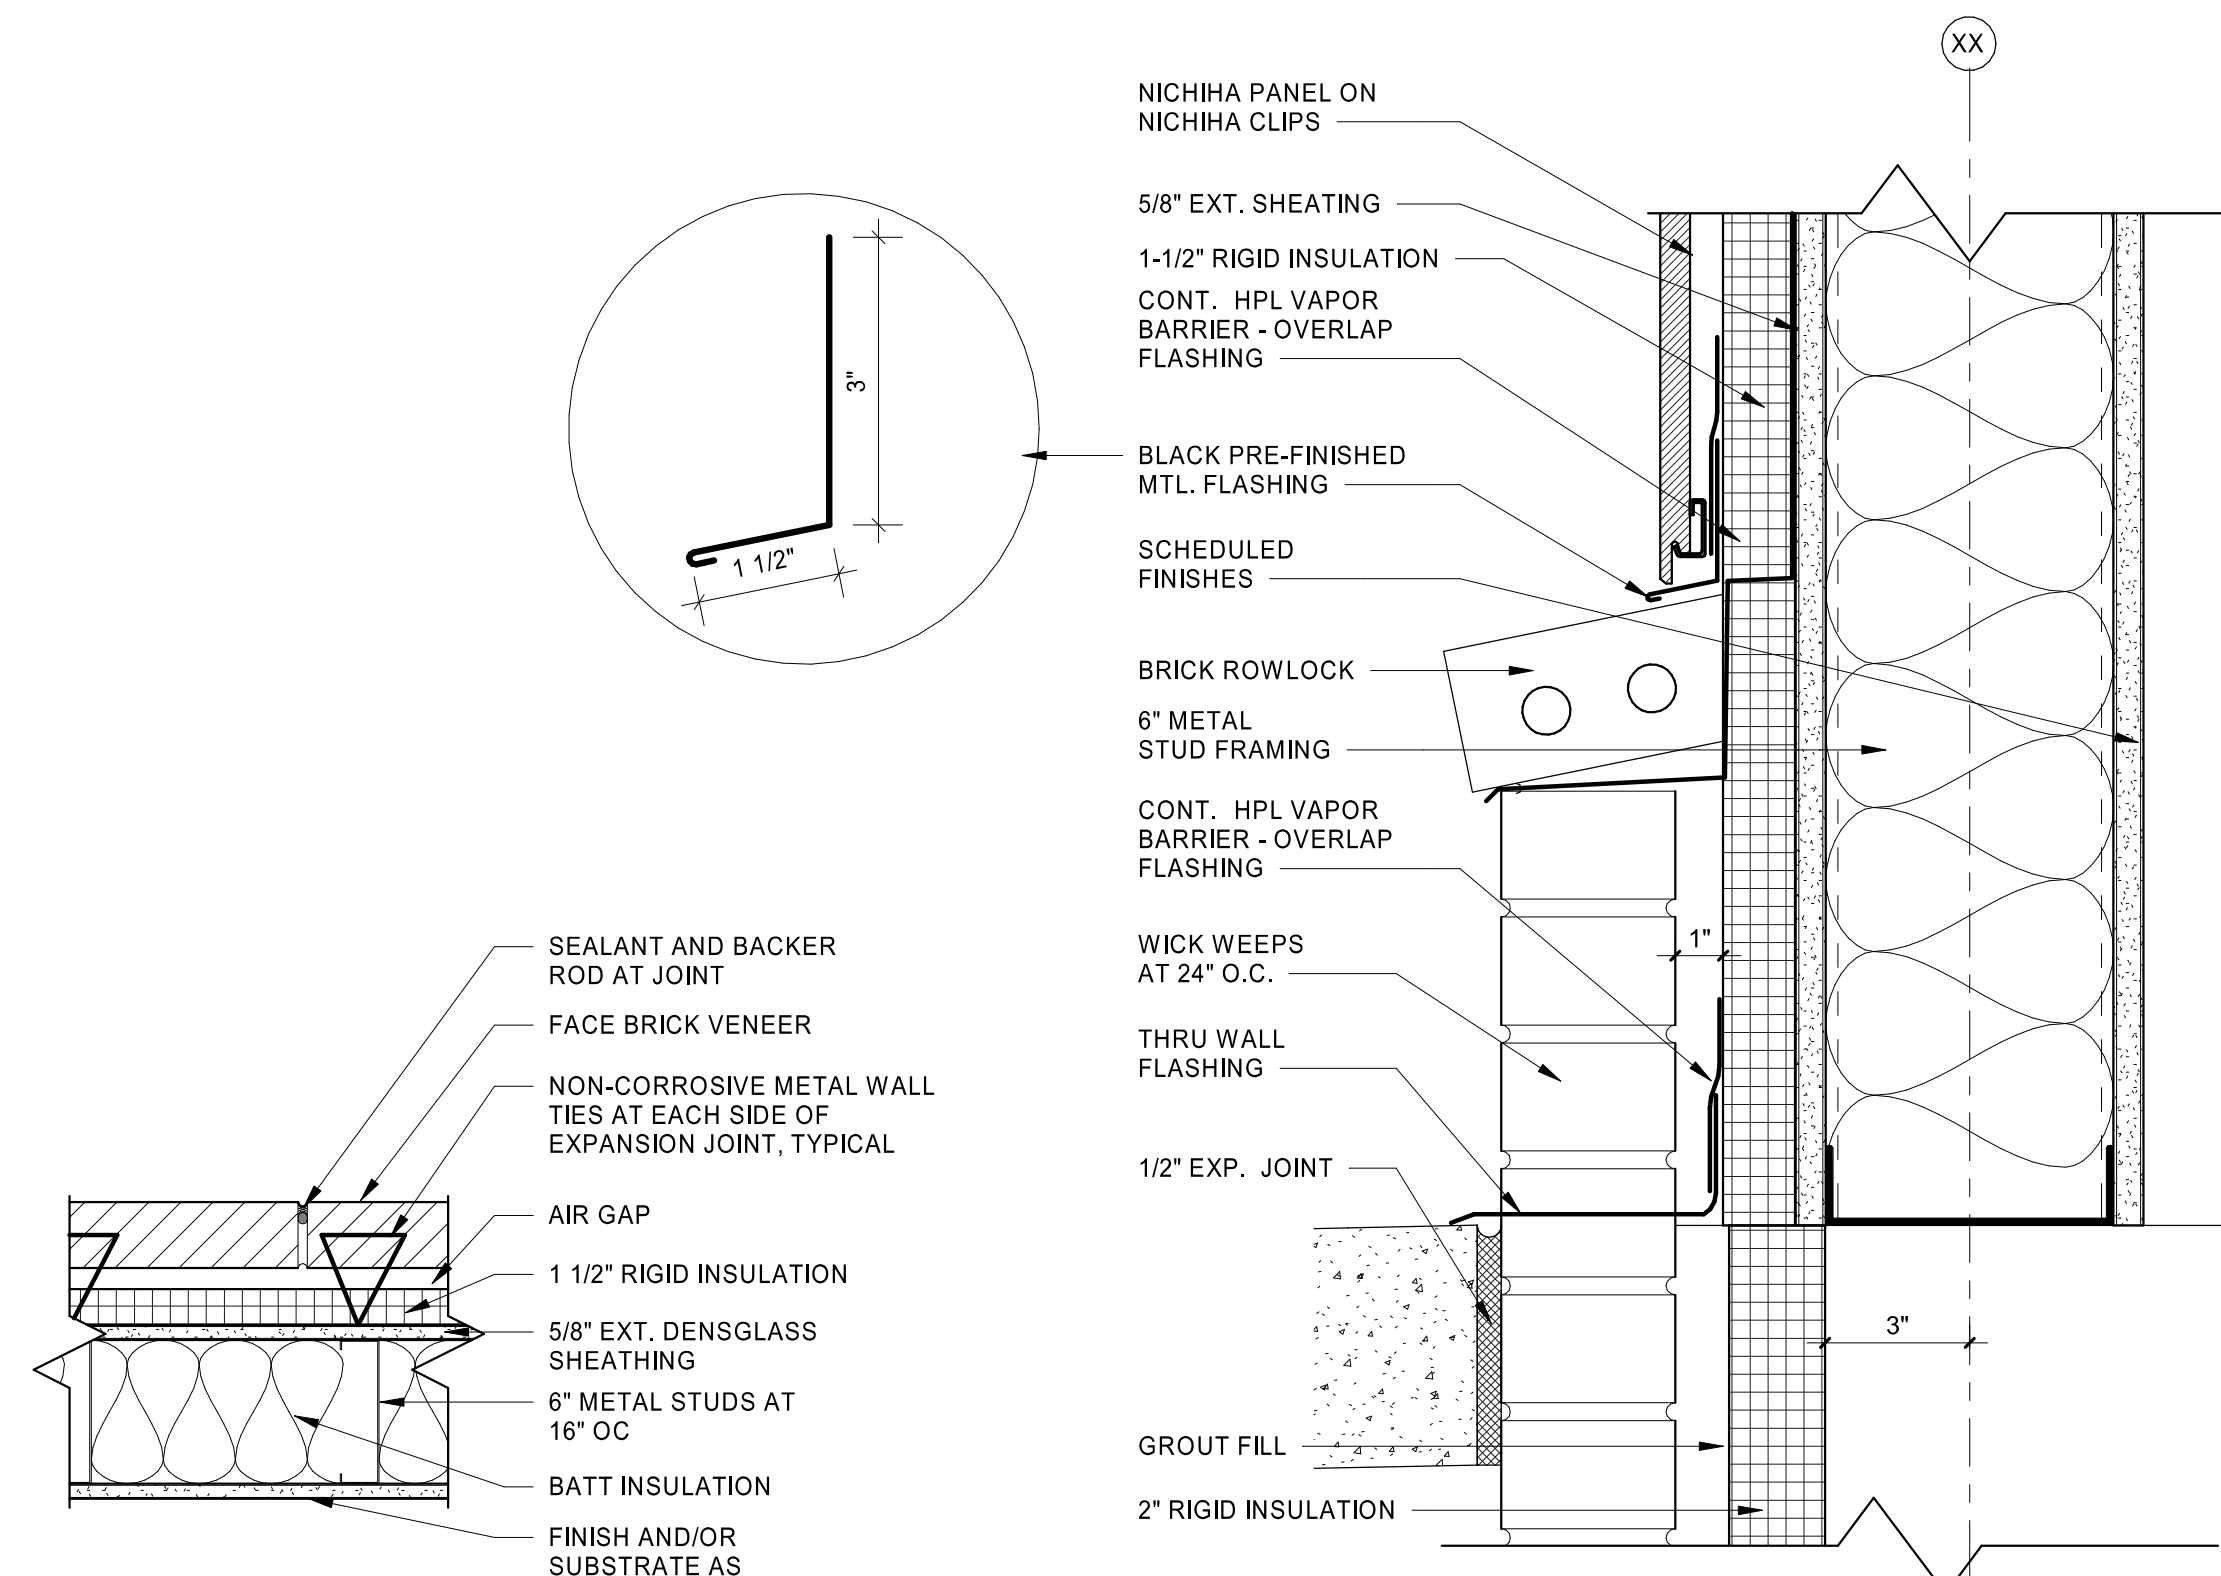 XX
NICHIHA PANEL ON
NICHIHA CLIPS
5/8" EXT. SHEATING
1-1/2" RIGID INSULATION
CONT. HPL VAPOR
BARRIER - OVERLAP
FLASHING
3"
1 1/2"
BLACK PRE-FINISHED
MTL. FLASHING
SCHEDULED
FINISHES
BRICK ROWLOCK
6" METAL
STUD FRAMING
CONT. HPL VAPOR
BARRIER - OVERLAP
FLASHING
WICK WEEPS
AT 24" O.C.
1"
THRU WALL
FLASHING
1/2" EXP. JOINT
3"
GROUT FILL
2" RIGID INSULATION
SEALANT AND BACKER
ROD AT JOINT
FACE BRICK VENEER
NON-CORROSIVE METAL WALL
TIES AT EACH SIDE OF
EXPANSION JOINT, TYPICAL
AIR GAP
1 1/2" RIGID INSULATION
5/8" EXT. DENSGLASS
SHEATHING
6" METAL STUDS AT
16" OC
BATT INSULATION
FINISH AND/OR
SUBSTRATE AS